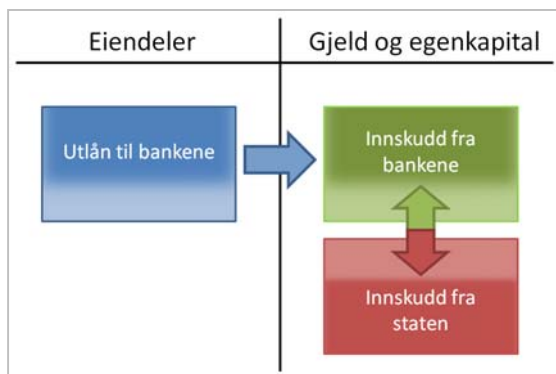 Eiendeler
Gjeld og egenkapital
Utlån til bankene
Innskudd fra
bankene
Innskudd fra
staten